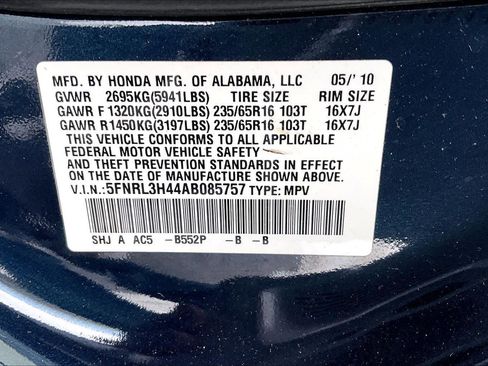 MFD. BY HONDA MFG. OF ALABAMA, LLC 05/' 10
GVWR 2695KG(5941LBS) TIRE SIZE RIM SIZE
GAWR F 1320KG(2910LBS) 235/65R16 103T 16X7J
GAWR R 1450KG(3197LBS) 235/65R16 103T 16X7J
THIS VEHICLE CONFORMS TO ALL APPLICABLE
FEDERAL MOTOR VEHICLE SAFETY
AND THEFT PREVENTION STANDARDS IN EFFECT
ON THE DATE OF MANUFACTURE SHOWN ABOVE.
V.I.N.: 5FNRL3H44AB085757 TYPE: MPV
SHJ A AC5 -B552P -B -B